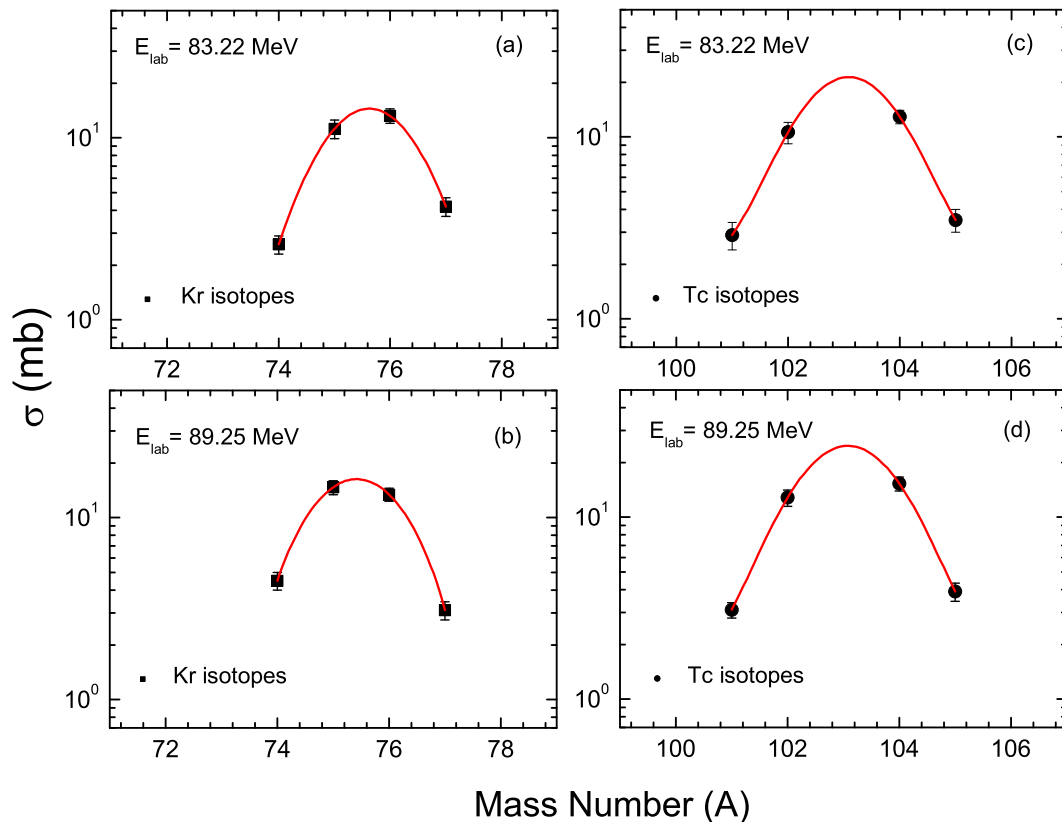 E_lab= 83.22 MeV (a)
10^1
10^0
Kr isotopes
72 74 76 78
E_lab= 83.22 MeV (c)
10^1
10^0
Tc isotopes
100 102 104 106
E_lab= 89.25 MeV (b)
10^1
10^0
Kr isotopes
72 74 76 78
E_lab= 89.25 MeV (d)
10^1
10^0
Tc isotopes
100 102 104 106
σ (mb)
Mass Number (A)